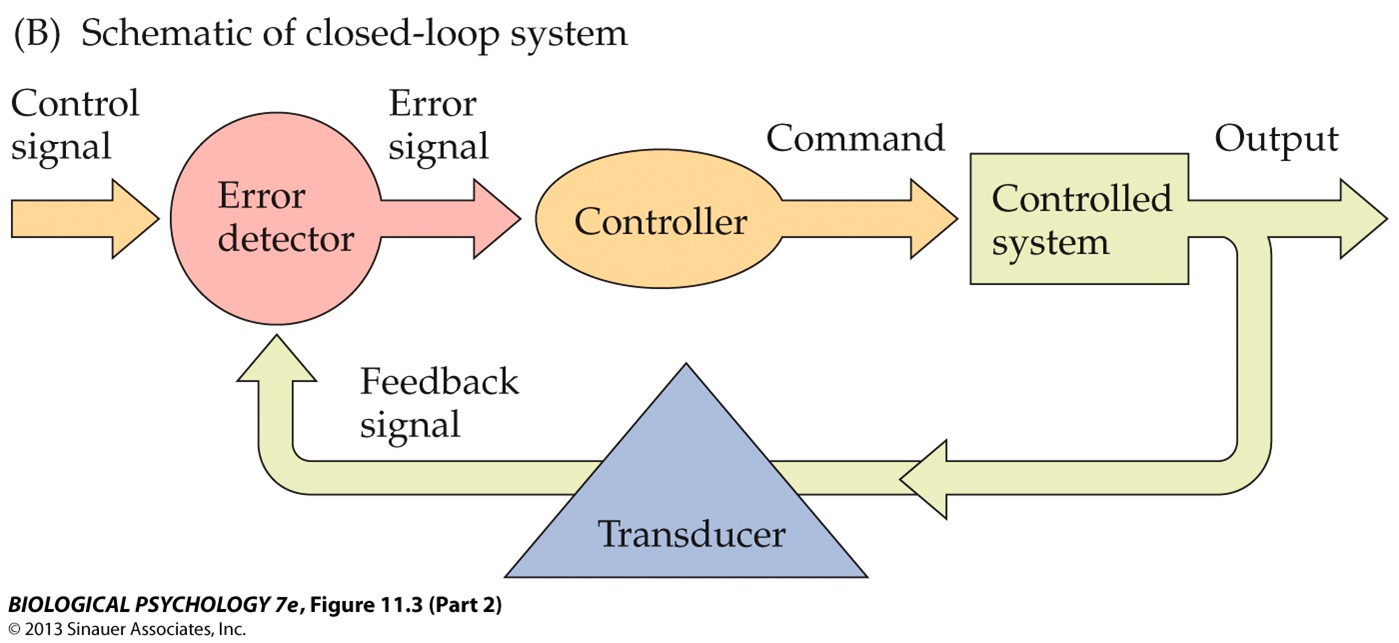 (B) Schematic of closed-loop system
Control
signal
Error
detector
Error
signal
Controller
Command
Controlled
system
Output
Feedback
signal
Transducer
BIOLOGICAL PSYCHOLOGY 7e, Figure 11.3 (Part 2)
© 2013 Sinauer Associates, Inc.